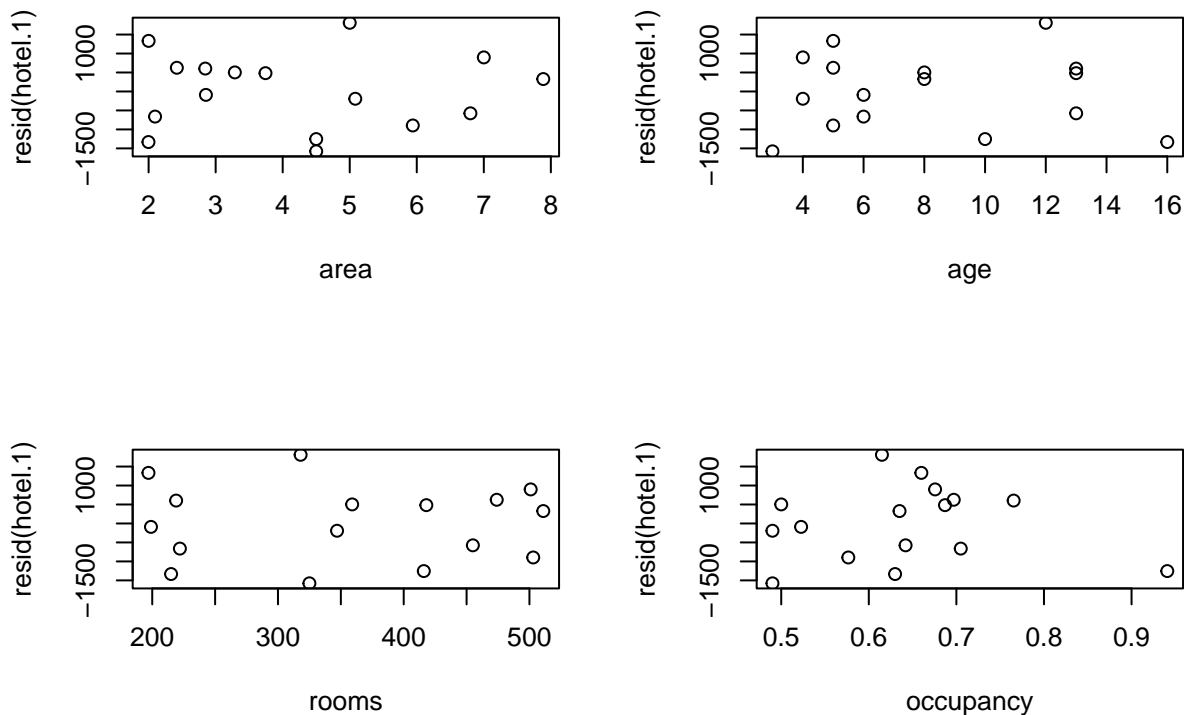 resid(hotel.1)
1000
−1500
2 3 4 5 6 7 8
area
resid(hotel.1)
1000
−1500
4 6 8 10 12 14 16
age
resid(hotel.1)
1000
−1500
200 300 400 500
rooms
resid(hotel.1)
1000
−1500
0.5 0.6 0.7 0.8 0.9
occupancy